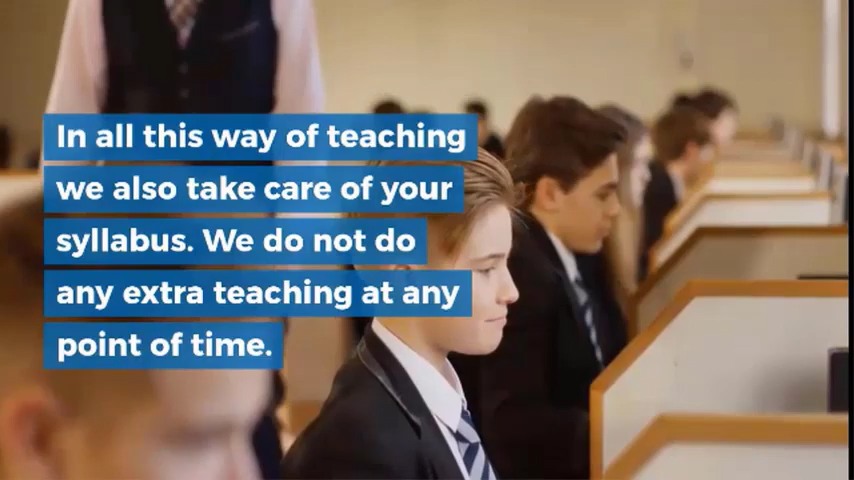 In all this way of teaching
we also take care of your
syllabus. We do not do
any extra teaching at any
point of time.